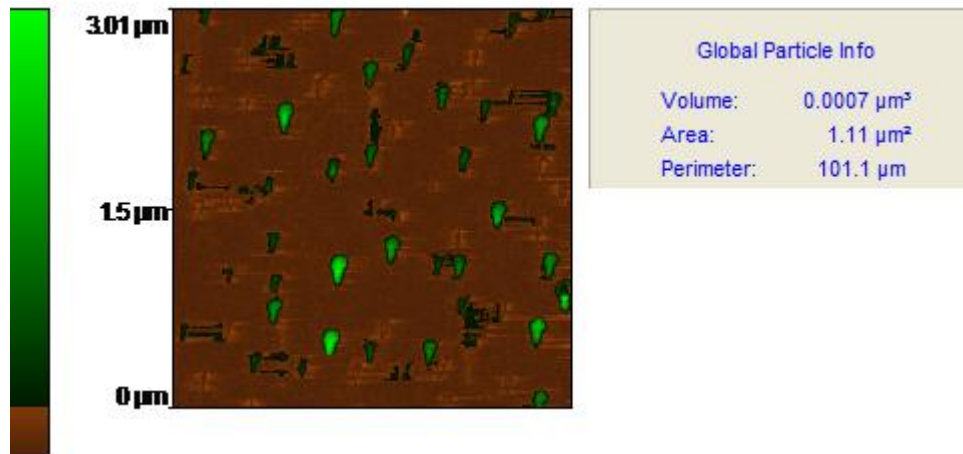 3.01 µm
1.5 µm
0 µm
Global Particle Info
Volume: 0.0007 µm³
Area: 1.11 µm²
Perimeter: 101.1 µm